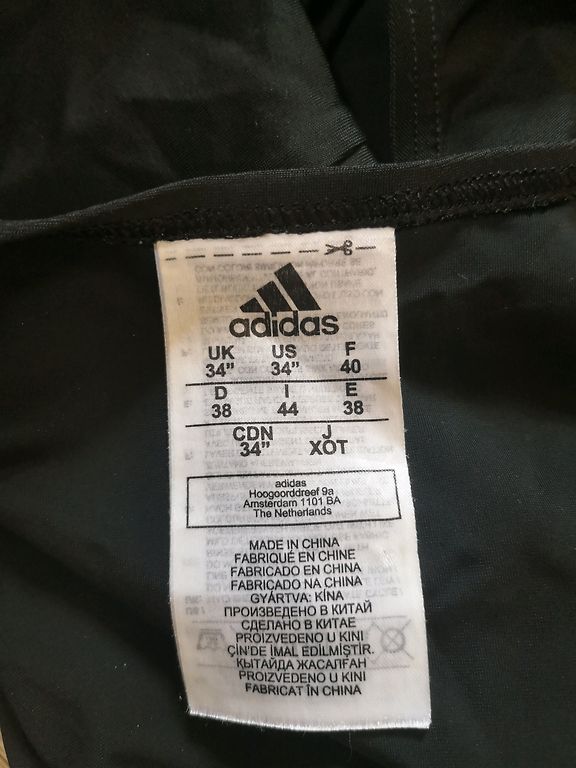 adidas
UK US F
34" 34" 40
D I E
38 44 38
CDN J
34" XOT
adidas
Hoogoorddreef 9a
Amsterdam 1101 BA
The Netherlands
MADE IN CHINA
FABRIQUÉ EN CHINE
FABRICADO EN CHINA
FABRICADO NA CHINA
GYÁRTVA: KÍNA
ПРОИЗВЕДЕНО В КИТАЙ
СДЕЛАНО В КИТАЕ
PROIZVEDENO U KINI
ÇİN'DE İMAL EDİLMİŞTİR.
ҚЫТАЙДА ЖАСАЛҒАН
PROIZVEDENO U KINI
FABRICAT ÎN CHINA